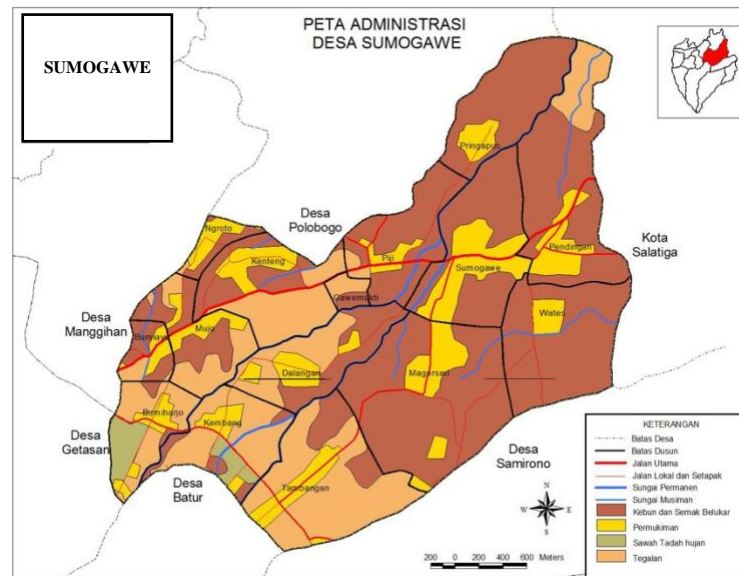 PETA ADMINISTRASI
DESA SUMOGAWE
SUMOGAWE
Pringapus
Desa
Polobogo
Ngroto
Kenteng
Piji
Sumogawe
Pendingan
Kota
Salatiga
Gawemukti
Desa
Manggihan
Bumiayu
Mujo
Wates
Dalangan
Magersari
Bumiharjo
Kembang
Desa
Getasan
Desa
Batur
Tambangan
Desa
Samirono
KETERANGAN
Batas Desa
Batas Dusun
Jalan Utama
Jalan Lokal dan Setapak
Sungai Permanen
Sungai Musiman
Kebun dan Semak Belukar
Permukiman
Sawah Tadah hujan
Tegalan
N
W E
S
200 0 200 400 600 Meters